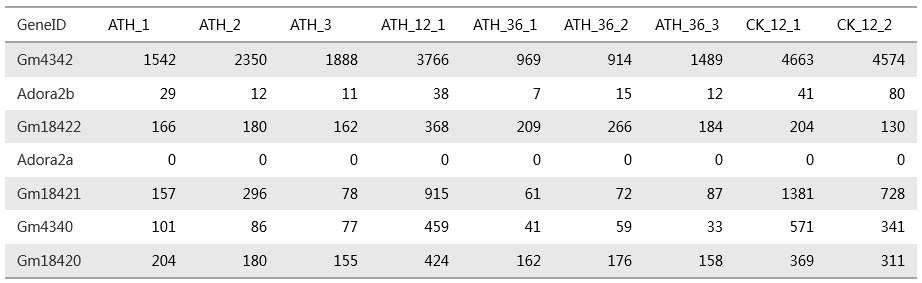 GeneID ATH_1 ATH_2 ATH_3 ATH_12_1 ATH_36_1 ATH_36_2 ATH_36_3 CK_12_1 CK_12_2
Gm4342 1542 2350 1888 3766 969 914 1489 4663 4574
Adora2b 29 12 11 38 7 15 12 41 80
Gm18422 166 180 162 368 209 266 184 204 130
Adora2a 0 0 0 0 0 0 0 0 0
Gm18421 157 296 78 915 61 72 87 1381 728
Gm4340 101 86 77 459 41 59 33 571 341
Gm18420 204 180 155 424 162 176 158 369 311